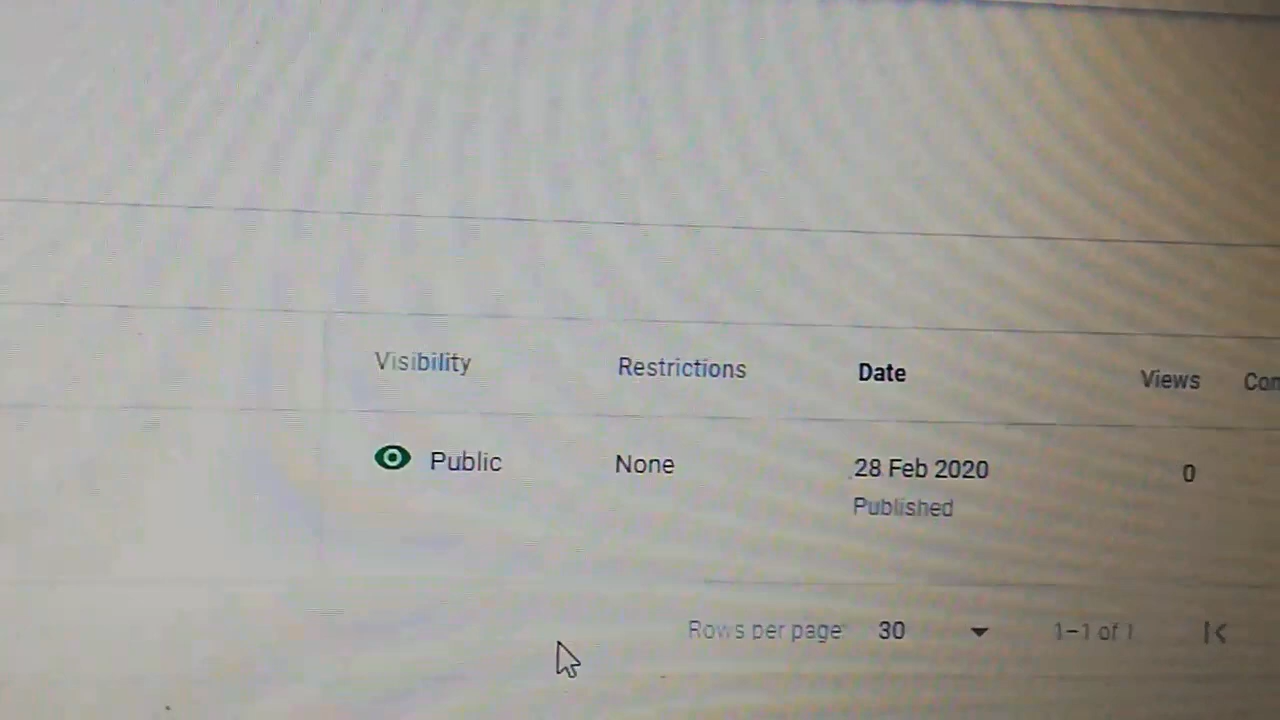 Visibility Restrictions Date Views Com
Public None 28 Feb 2020 0
Published
Rows per page: 30 1–1 of 1